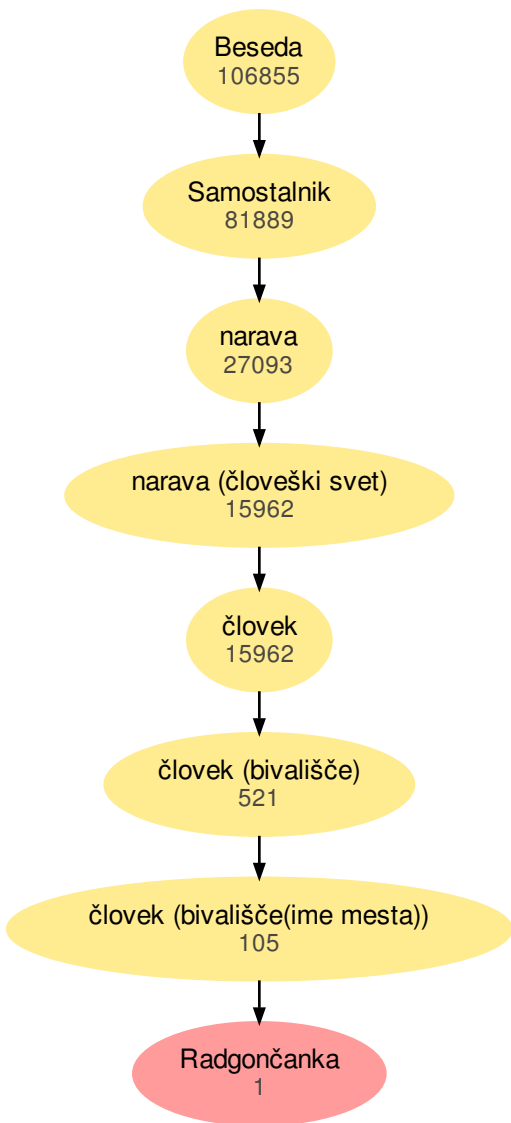 Beseda
106855
Samostalnik
81889
narava
27093
narava (človeški svet)
15962
človek
15962
človek (bivališče)
521
človek (bivališče(ime mesta))
105
Radgončanka
1